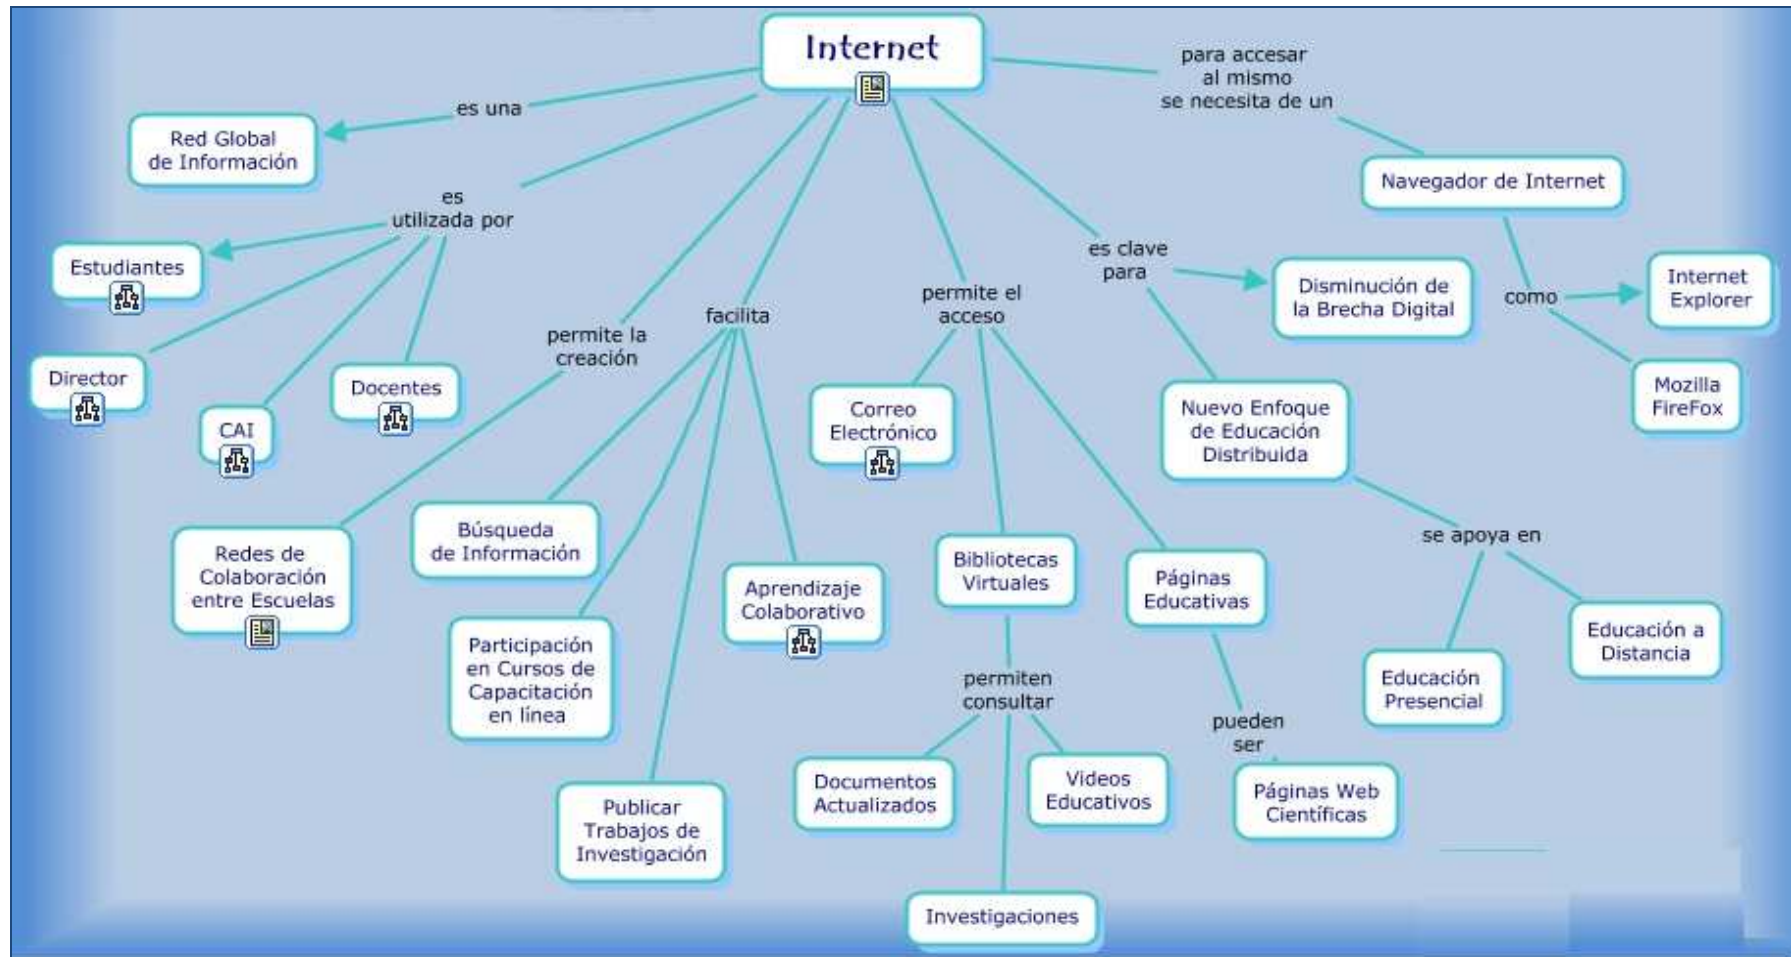 Internet
para accesar
al mismo
se necesita de un
es una
Red Global
de Información
Navegador de Internet
es
utilizada por
Estudiantes
Director
CAI
Docentes
permite la
creación
facilita
permite el
acceso
es clave
para
Disminución de
la Brecha Digital
como
Internet
Explorer
Mozilla
FireFox
Correo
Electrónico
Nuevo Enfoque
de Educación
Distribuida
Redes de
Colaboración
entre Escuelas
Búsqueda
de Información
Participación
en Cursos de
Capacitación
en línea
Publicar
Trabajos de
Investigación
Aprendizaje
Colaborativo
Bibliotecas
Virtuales
Páginas
Educativas
se apoya en
Educación
Presencial
Educación a
Distancia
permiten
consultar
Documentos
Actualizados
Videos
Educativos
Investigaciones
pueden
ser
Páginas Web
Científicas